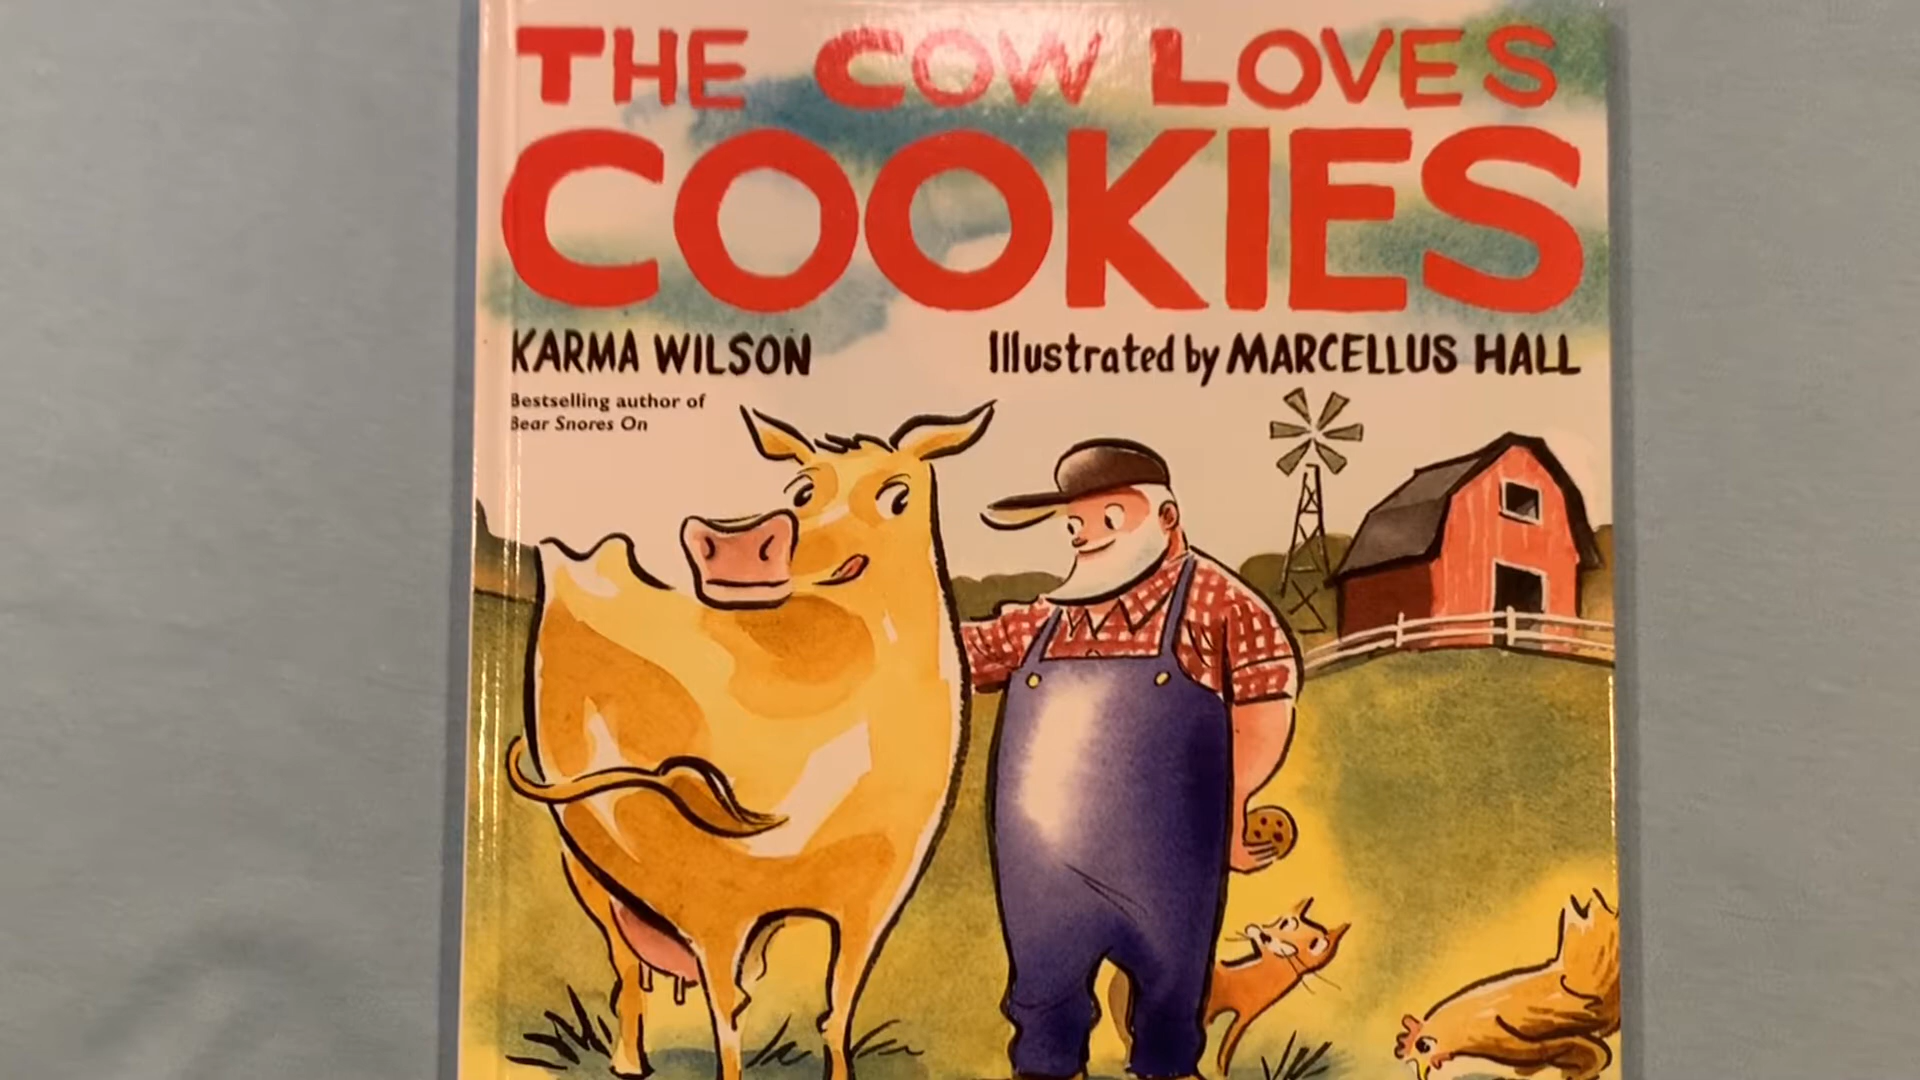 THE COW LOVES
COOKIES
KARMA WILSON
Illustrated by MARCELLUS HALL
Bestselling author of
Bear Snores On